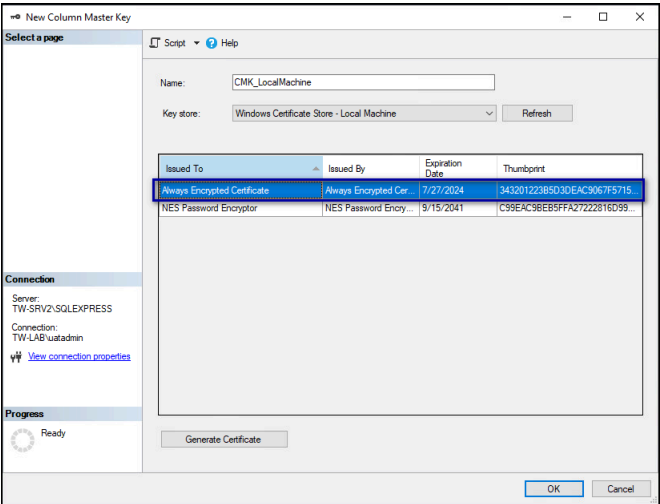 New Column Master Key
Select a page
Script Help
Name: CMK_LocalMachine
Key store: Windows Certificate Store - Local Machine Refresh
Issued To Issued By Expiration Date Thumbprint
Always Encrypted Certificate Always Encrypted Cer... 7/27/2024 343201223B5D3DEAC9067F5715...
NES Password Encryptor NES Password Encry... 9/15/2041 C99EAC9BEB5FFA27222816D99...
Connection
Server:
TW-SRV2\SQLEXPRESS
Connection:
TW-LAB\uatadmin
View connection properties
Progress
Ready
Generate Certificate
OK Cancel